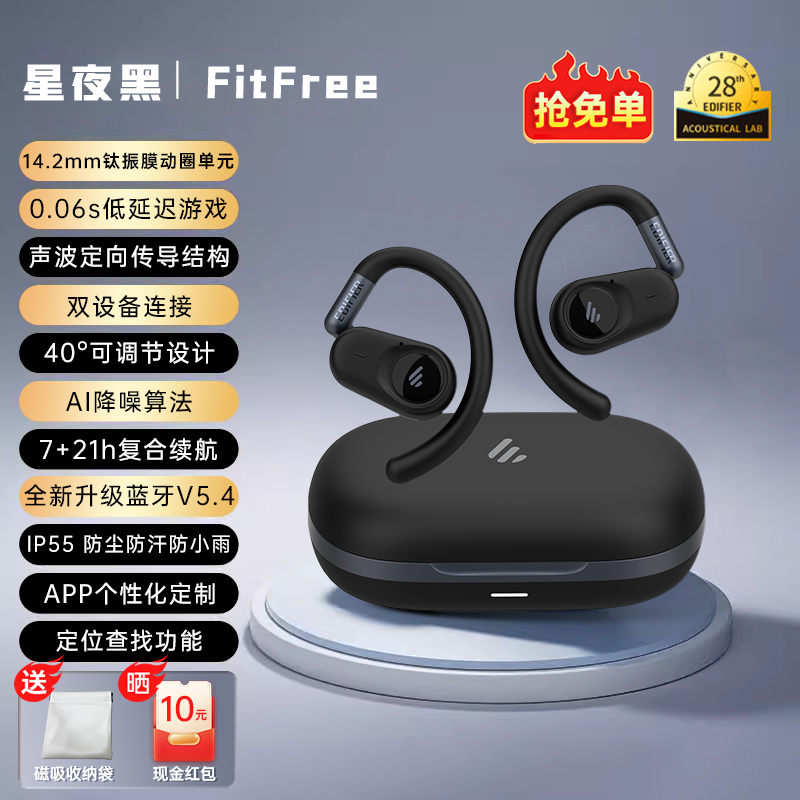 星夜黑 | FitFree
抢免单
ANNIVERSARY
28th
EDIFIER
ACOUSTICAL LAB
14.2mm钛振膜动圈单元
0.06s低延迟游戏
声波定向传导结构
双设备连接
40°可调节设计
AI降噪算法
7+21h复合续航
全新升级蓝牙V5.4
IP55 防尘防汗防小雨
APP个性化定制
定位查找功能
EDIFIER
EDIFIER
送
晒
10元
磁吸收纳袋
现金红包